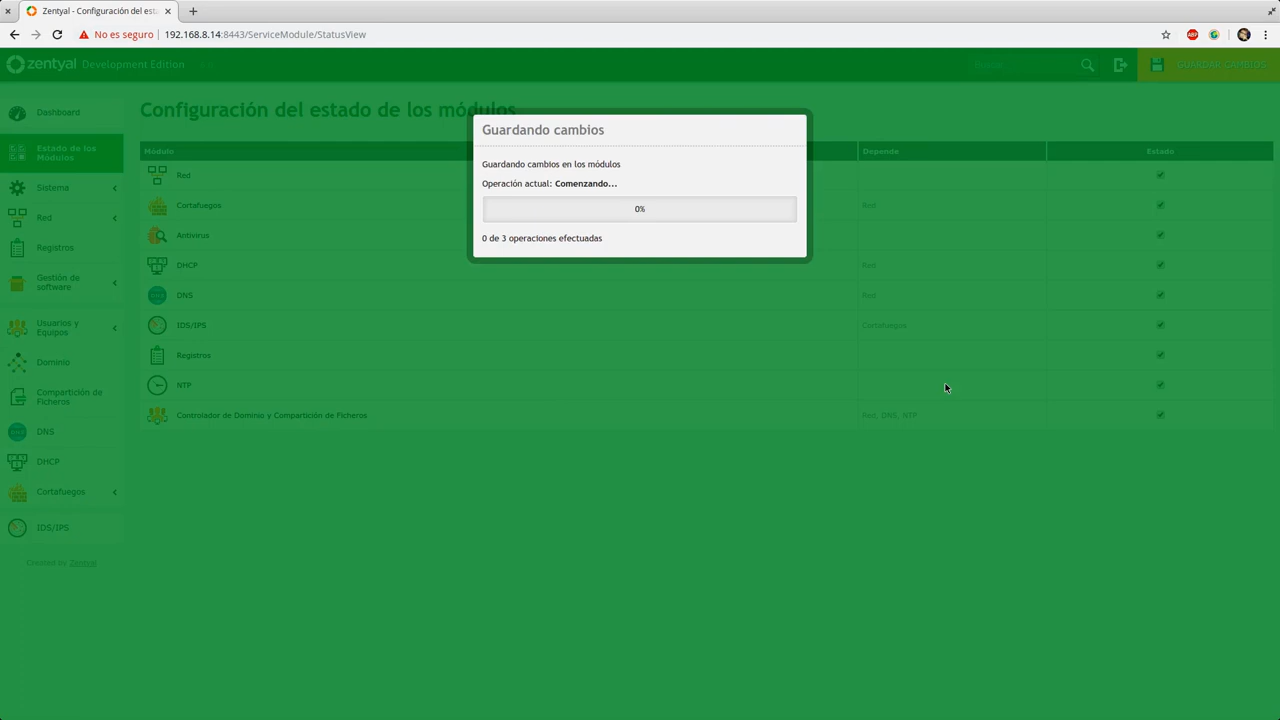 Zentyal - Configuración del est
No es seguro
192.168.8.14:8443/ServiceModule/StatusView
ABP
zentyal Development Edition
Buscar
GUARDAR CAMBIOS
Configuración del estado de los módulos
Dashboard
Estado de los
Módulos
Sistema
Red
Registros
Gestión de
software
Usuarios y
Equipos
Dominio
Compartición de
Ficheros
DNS
DHCP
Cortafuegos
IDS/IPS
Created by Zentyal
Módulo Depende Estado
Red
Cortafuegos Red
Antivirus
DHCP Red
DNS Red
IDS/IPS Cortafuegos
Registros
NTP
Controlador de Dominio y Compartición de Ficheros Red, DNS, NTP
Guardando cambios
Guardando cambios en los módulos
Operación actual: Comenzando...
0%
0 de 3 operaciones efectuadas